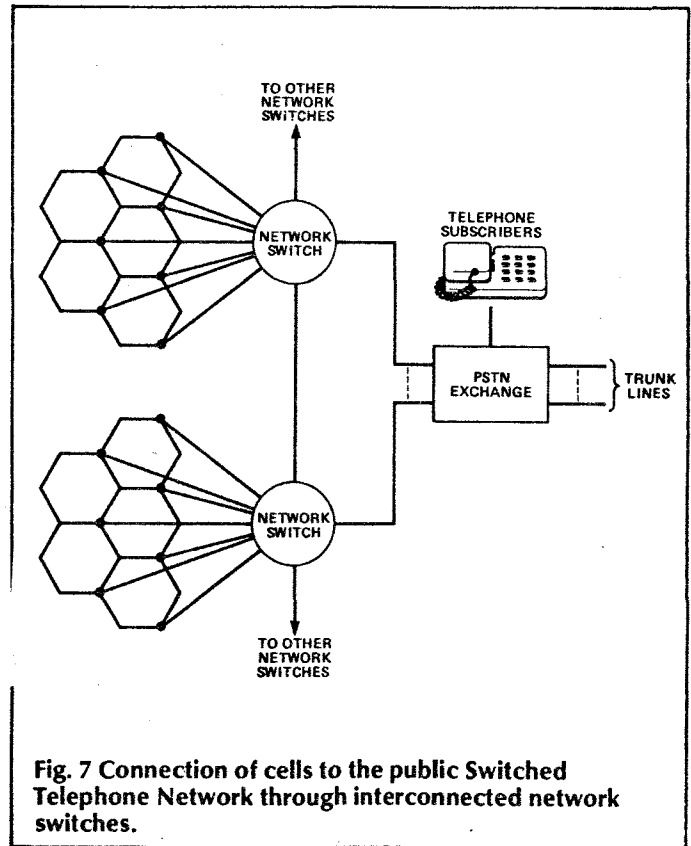 TO OTHER
NETWORK
SWITCHES
NETWORK
SWITCH
TELEPHONE
SUBSCRIBERS
PSTN
EXCHANGE
TRUNK
LINES
NETWORK
SWITCH
TO OTHER
NETWORK
SWITCHES
Fig. 7 Connection of cells to the public Switched
Telephone Network through interconnected network
switches.